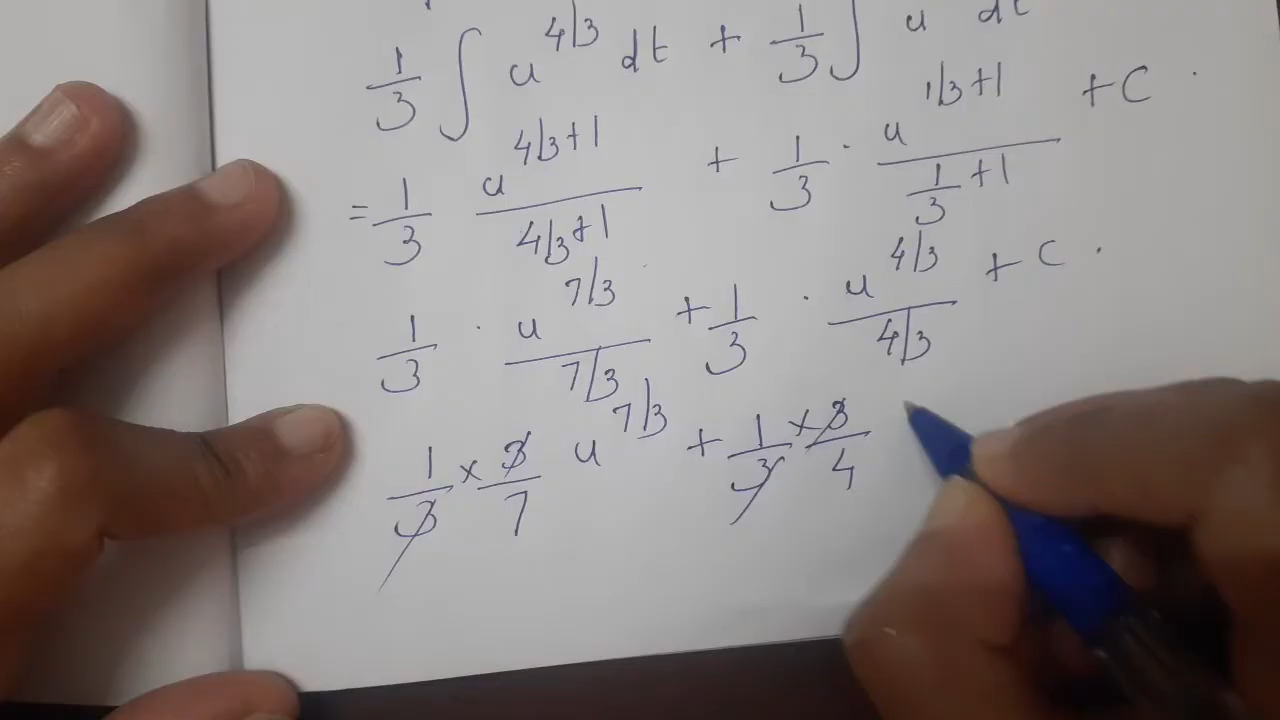 1/3 ∫ u^4/3 dt + 1/3 ∫ u dt
= 1/3 u^4/3+1 / 4/3+1 + 1/3 · u^1/3+1 / 1/3+1 + C .
1/3 · u^7/3 / 7/3 + 1/3 · u^4/3 / 4/3 + C .
1/3 × 3/7 u^7/3 + 1/3 × 3/4